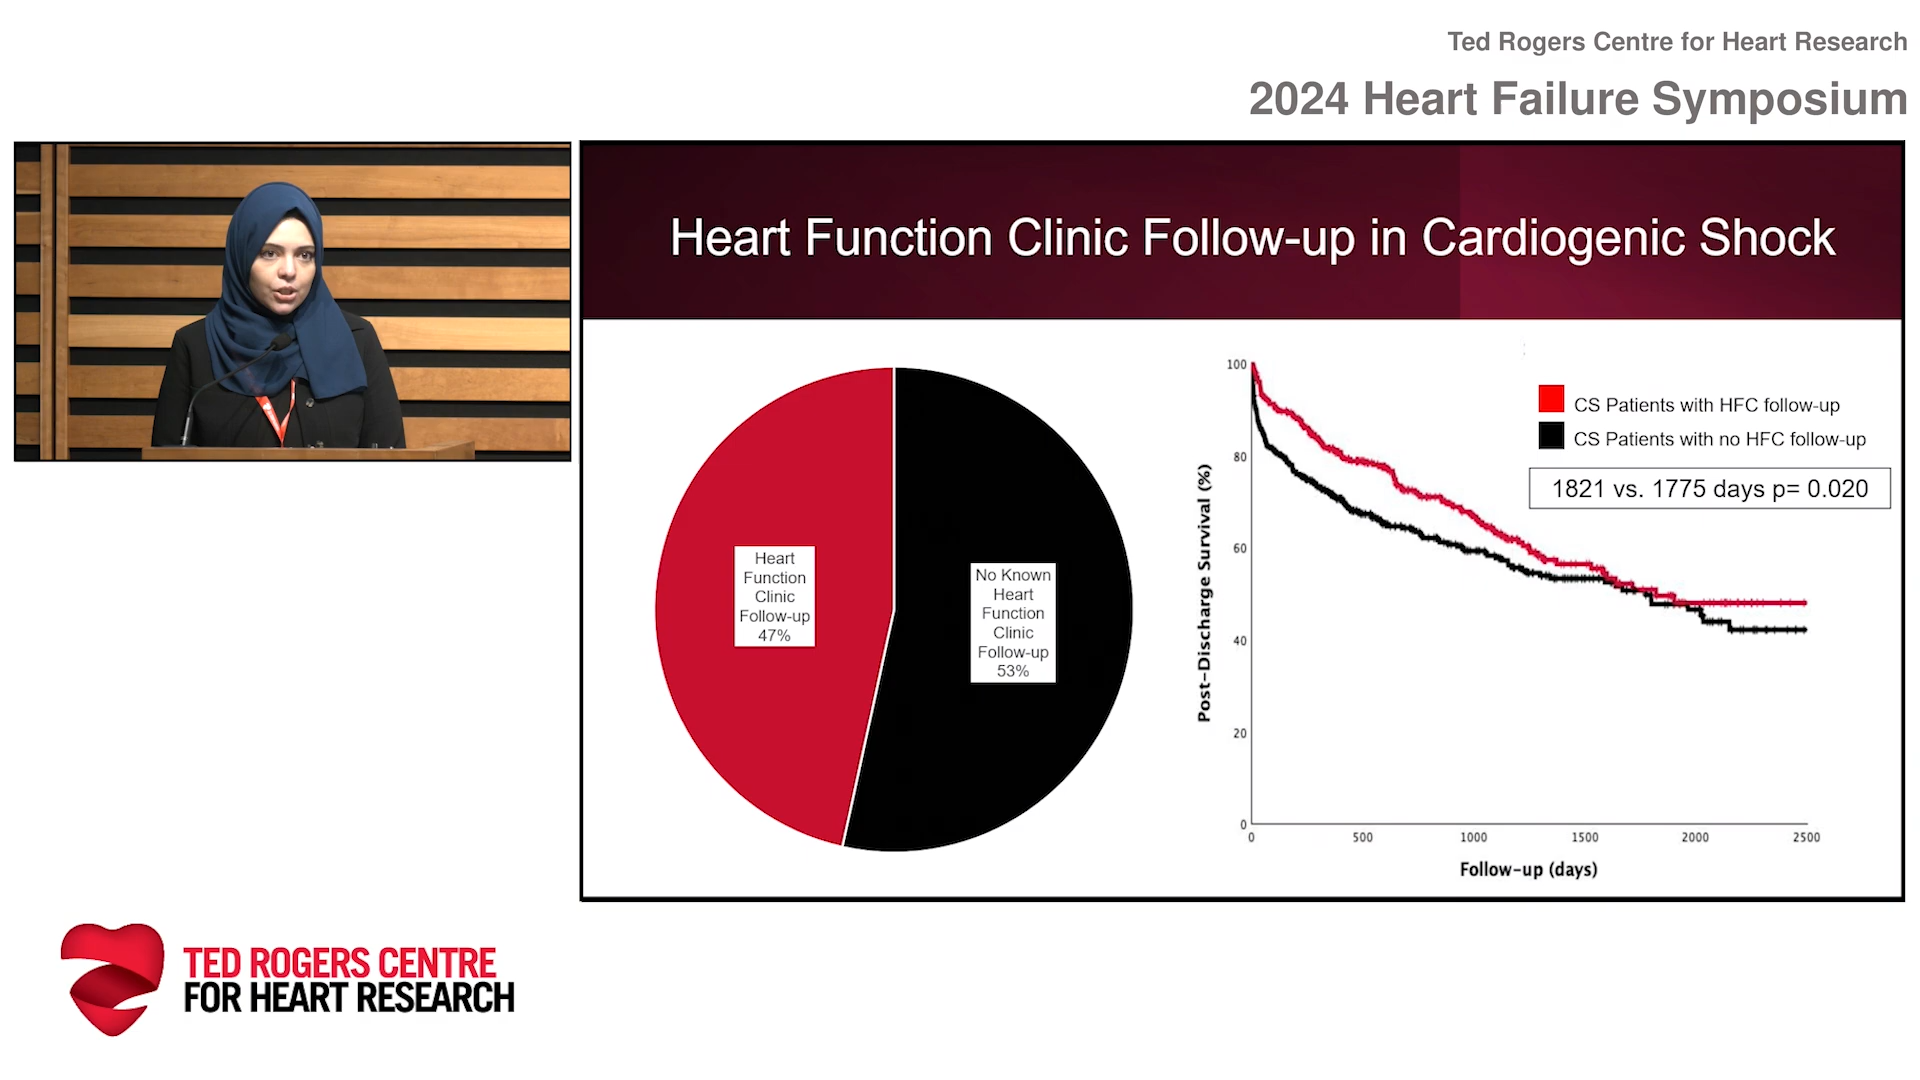 Ted Rogers Centre for Heart Research
2024 Heart Failure Symposium
Heart Function Clinic Follow-up in Cardiogenic Shock
Heart
Function
Clinic
Follow-up
47%
No Known
Heart
Function
Clinic
Follow-up
53%
CS Patients with HFC follow-up
CS Patients with no HFC follow-up
1821 vs. 1775 days p= 0.020
Post-Discharge Survival (%)
100
80
60
40
20
0
0 500 1000 1500 2000 2500
Follow-up (days)
TED ROGERS CENTRE
FOR HEART RESEARCH